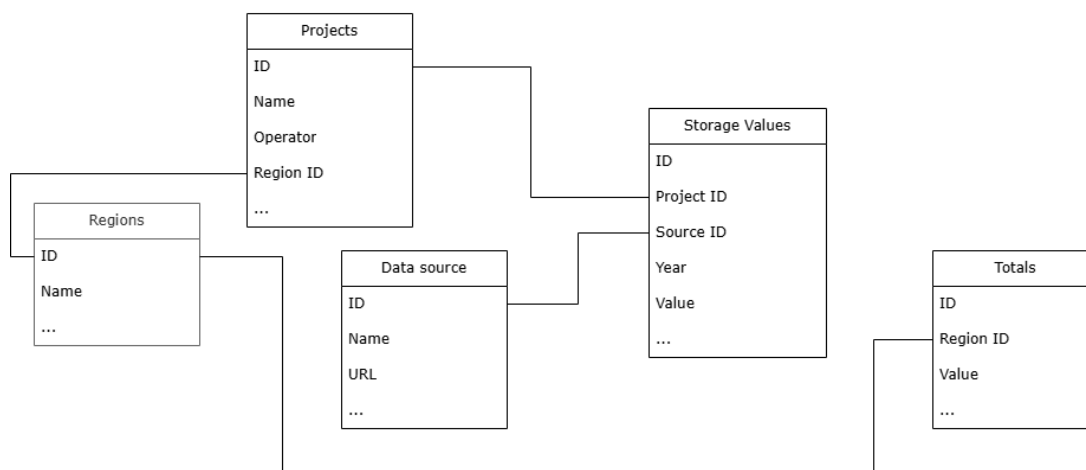 Projects
ID
Name
Operator
Region ID
...
Regions
ID
Name
...
Data source
ID
Name
URL
...
Storage Values
ID
Project ID
Source ID
Year
Value
...
Totals
ID
Region ID
Value
...